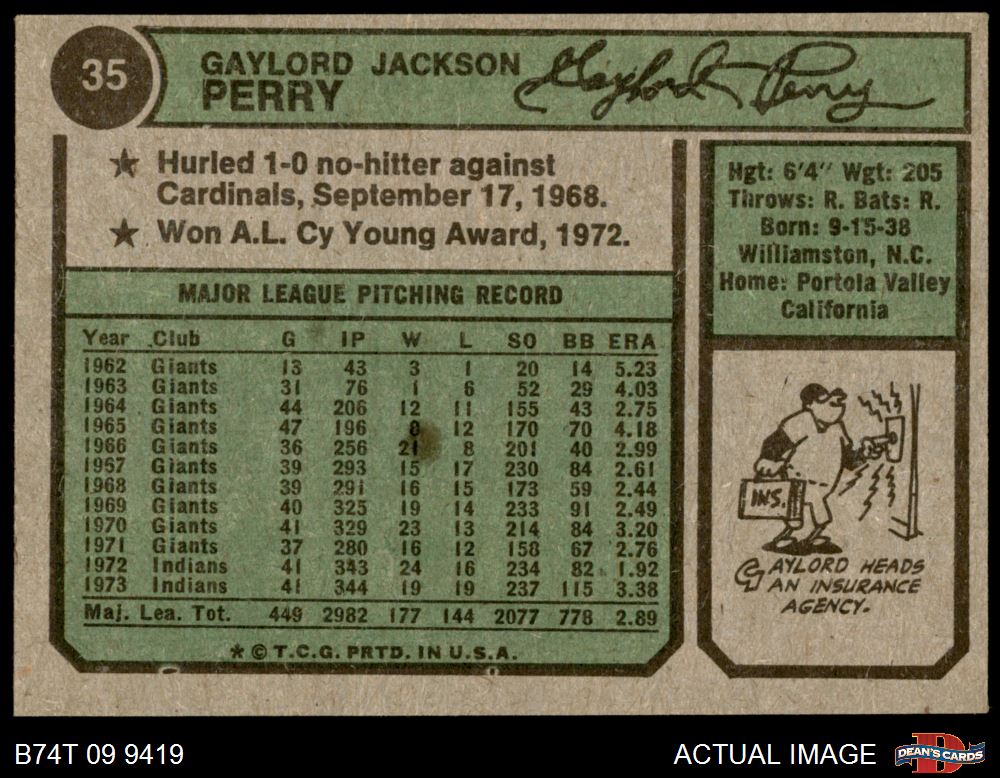 35
GAYLORD JACKSON
PERRY
Gaylord Perry
★ Hurled 1-0 no-hitter against
Cardinals, September 17, 1968.
★ Won A.L. Cy Young Award, 1972.
Hgt: 6'4" Wgt: 205
Throws: R. Bats: R.
Born: 9-15-38
Williamston, N.C.
Home: Portola Valley
California
MAJOR LEAGUE PITCHING RECORD
Year Club G IP W L SO BB ERA
1962 Giants 13 43 3 1 20 14 5.23
1963 Giants 31 76 1 6 52 29 4.03
1964 Giants 44 206 12 11 155 43 2.75
1965 Giants 47 196 8 12 170 70 4.18
1966 Giants 36 256 21 8 201 40 2.99
1967 Giants 39 293 15 17 230 84 2.61
1968 Giants 39 291 16 15 173 59 2.44
1969 Giants 40 325 19 14 233 91 2.49
1970 Giants 41 329 23 13 214 84 3.20
1971 Giants 37 280 16 12 158 67 2.76
1972 Indians 41 343 24 16 234 82 1.92
1973 Indians 41 344 19 19 237 115 3.38
Maj. Lea. Tot. 449 2982 177 144 2077 778 2.89
* © T.C.G. PRTD. IN U.S.A.
INS.
GAYLORD HEADS
AN INSURANCE
AGENCY.
B74T 09 9419
ACTUAL IMAGE
DEAN'S CARDS